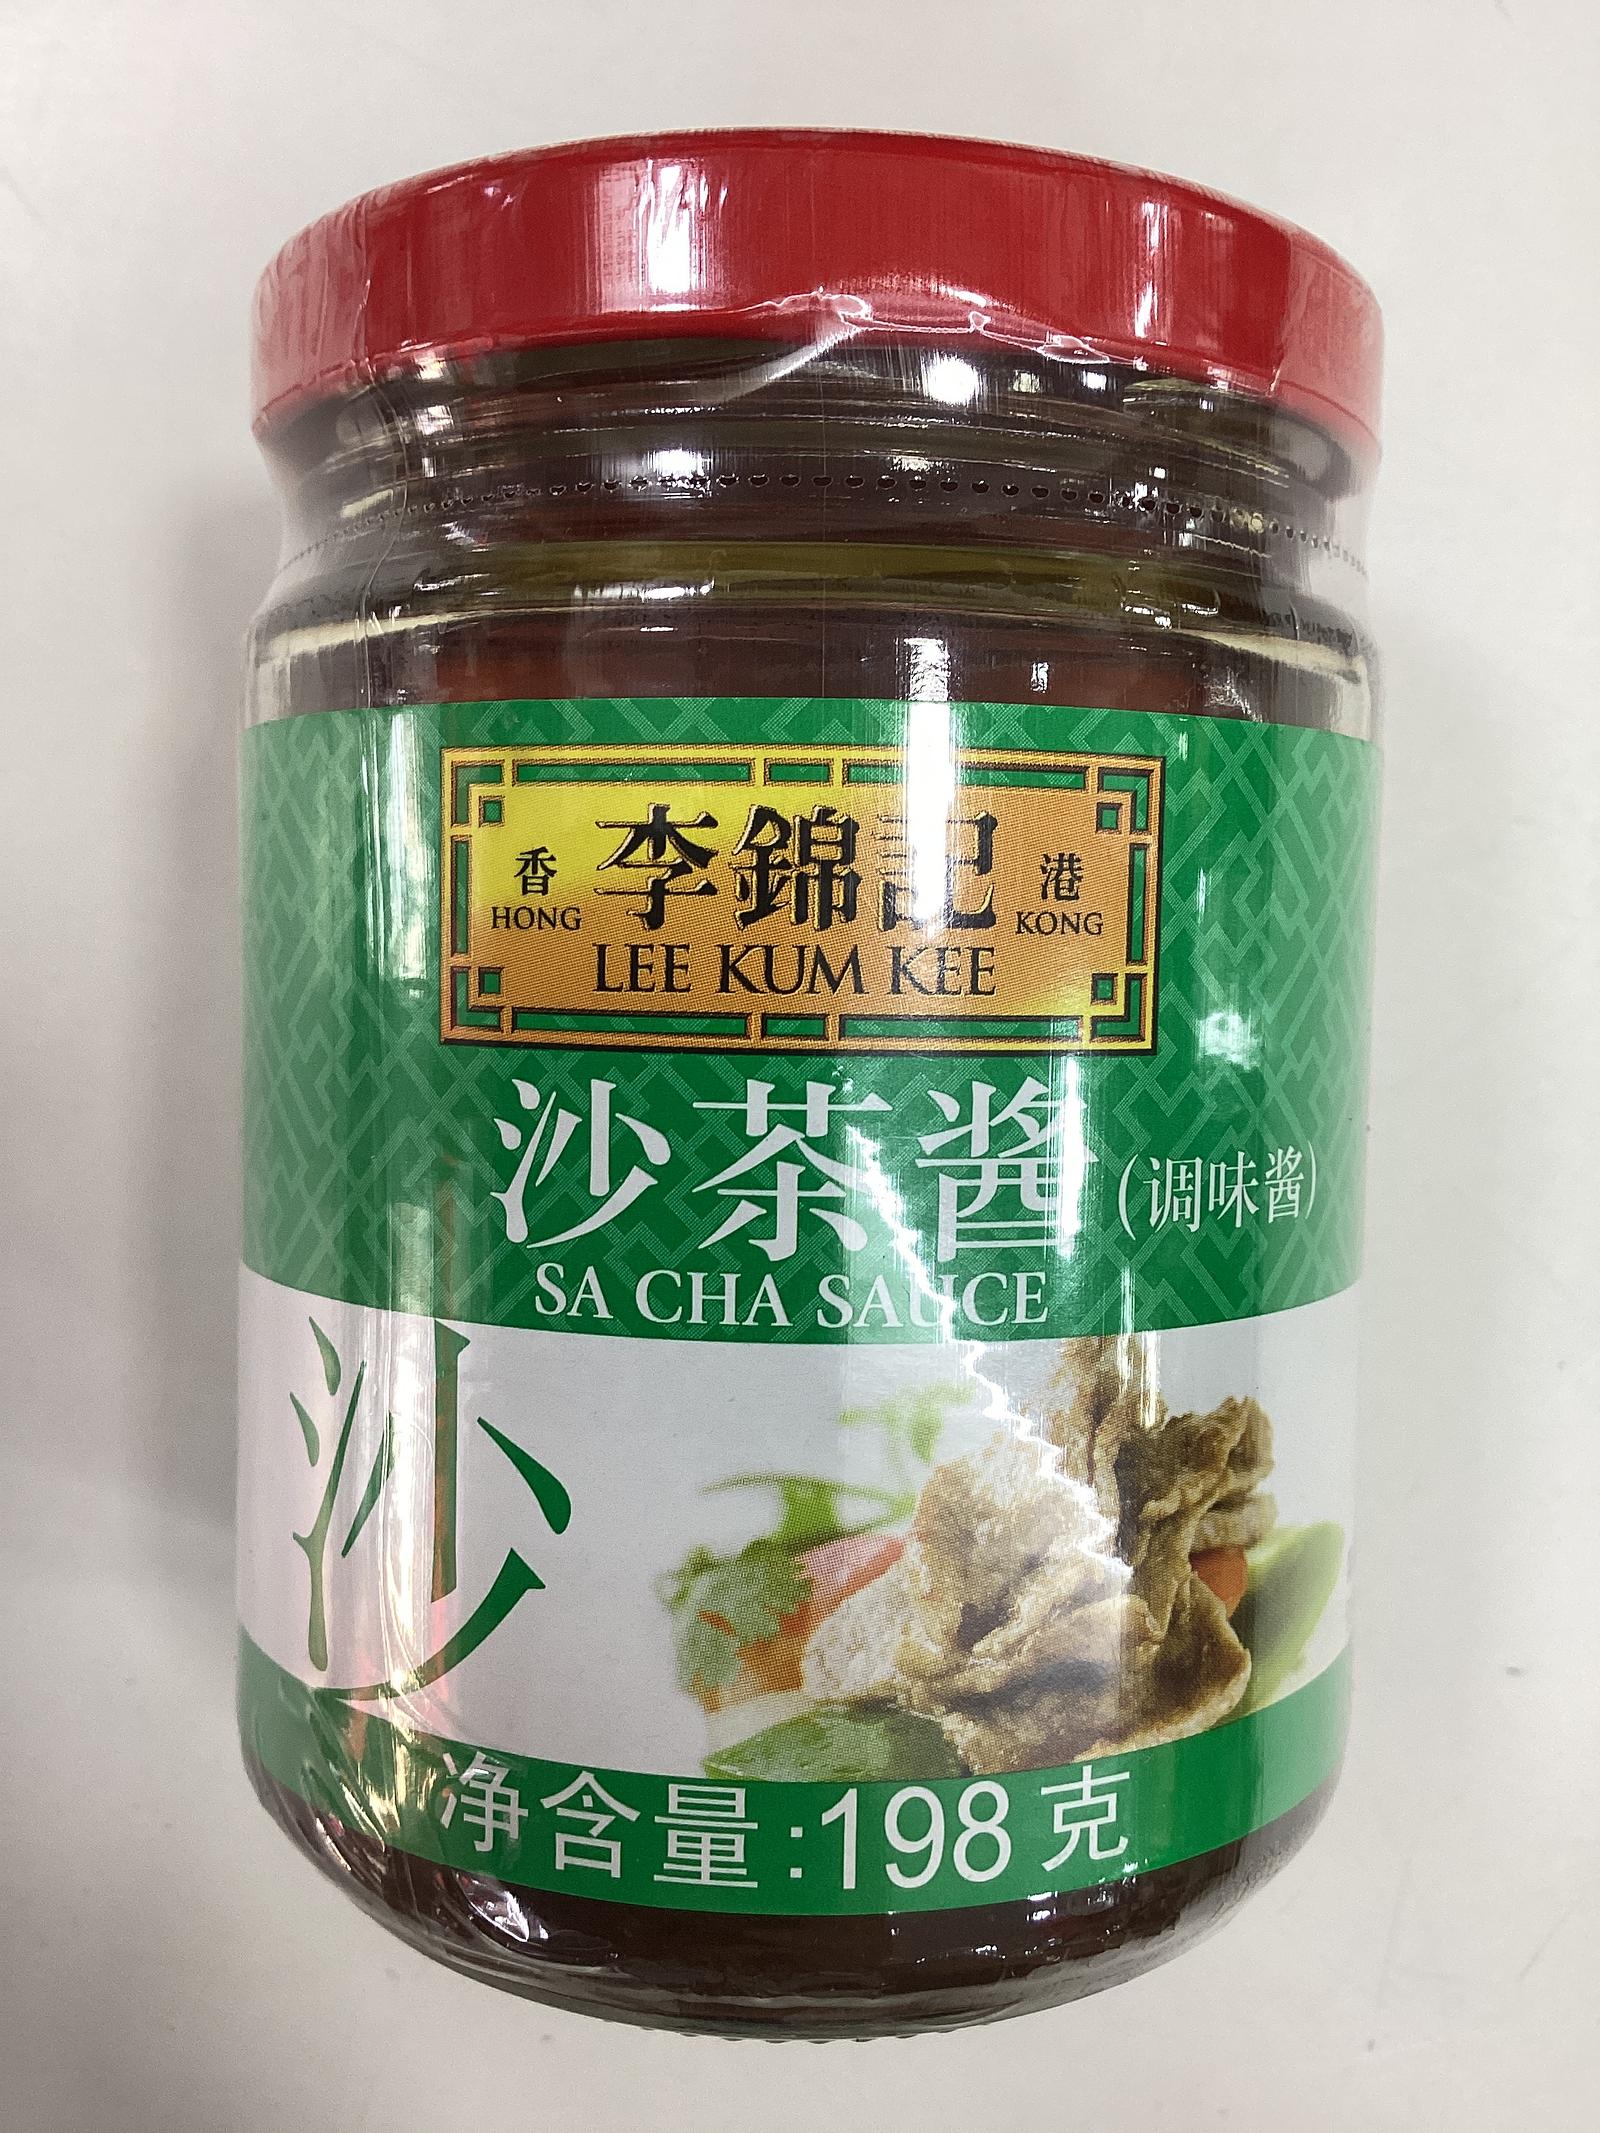 香 李錦記 港
HONG KONG
LEE KUM KEE
沙茶酱 (调味酱)
SA CHA SAUCE
沙
净含量:198克